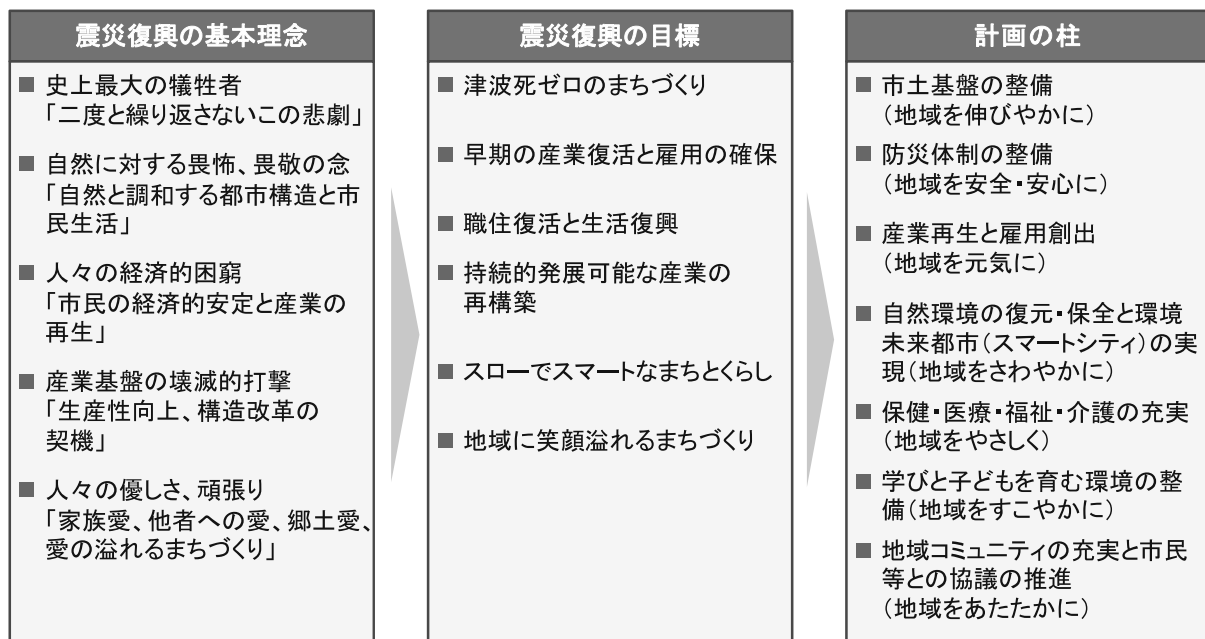 震災復興の基本理念
■ 史上最大の犠牲者
「二度と繰り返さないこの悲劇」
■ 自然に対する畏怖、畏敬の念
「自然と調和する都市構造と市
民生活」
■ 人々の経済的困窮
「市民の経済的安定と産業の
再生」
■ 産業基盤の壊滅的打撃
「生産性向上、構造改革の
契機」
■ 人々の優しさ、頑張り
「家族愛、他者への愛、郷土愛、
愛の溢れるまちづくり」
震災復興の目標
■ 津波死ゼロのまちづくり
■ 早期の産業復活と雇用の確保
■ 職住復活と生活復興
■ 持続的発展可能な産業の
再構築
■ スローでスマートなまちとくらし
■ 地域に笑顔溢れるまちづくり
計画の柱
■ 市土基盤の整備
(地域を伸びやかに)
■ 防災体制の整備
(地域を安全・安心に)
■ 産業再生と雇用創出
(地域を元気に)
■ 自然環境の復元・保全と環境
未来都市(スマートシティ)の実
現(地域をさわやかに)
■ 保健・医療・福祉・介護の充実
(地域をやさしく)
■ 学びと子どもを育む環境の整
備(地域をすこやかに)
■ 地域コミュニティの充実と市民
等との協議の推進
(地域をあたたかに)